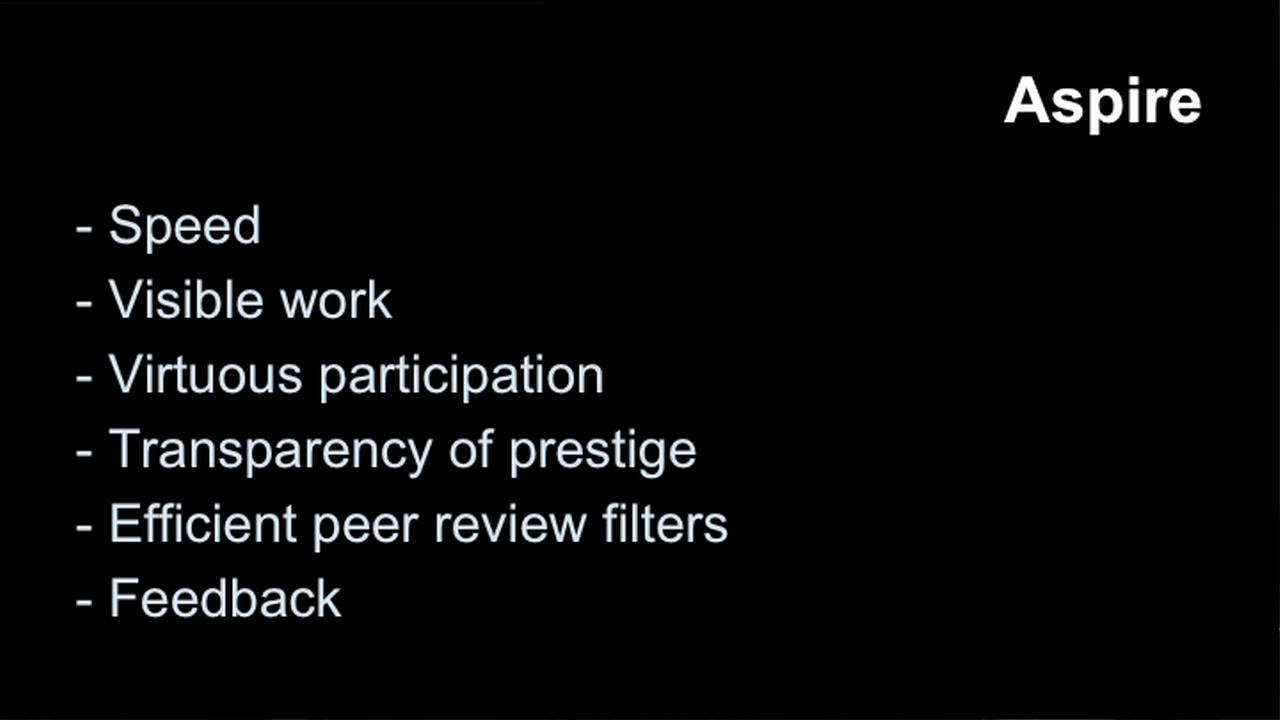 Aspire
- Speed
- Visible work
- Virtuous participation
- Transparency of prestige
- Efficient peer review filters
- Feedback